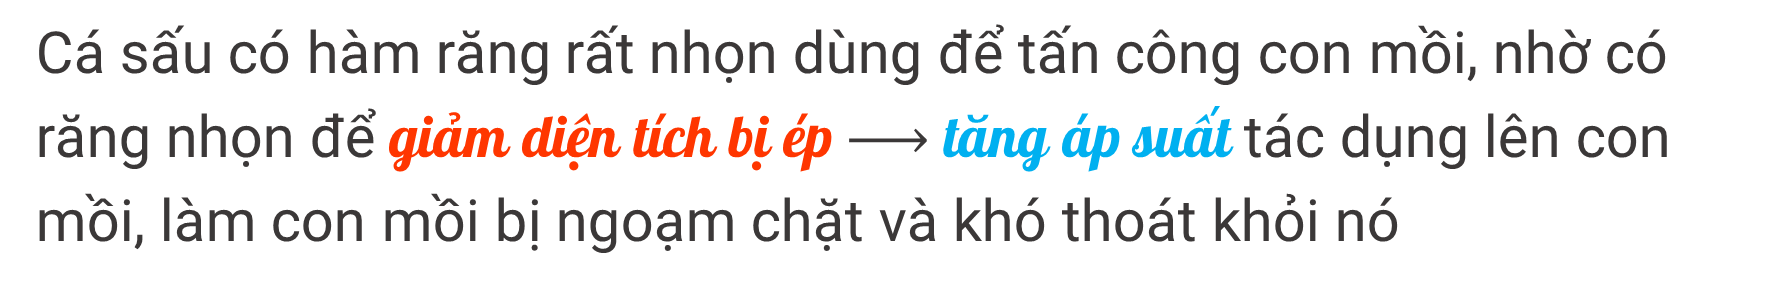 Cá sấu có hàm răng rất nhọn dùng để tấn công con mồi, nhờ có
răng nhọn để giảm diện tích bị ép ⟶ tăng áp suất tác dụng lên con
mồi, làm con mồi bị ngoạm chặt và khó thoát khỏi nó